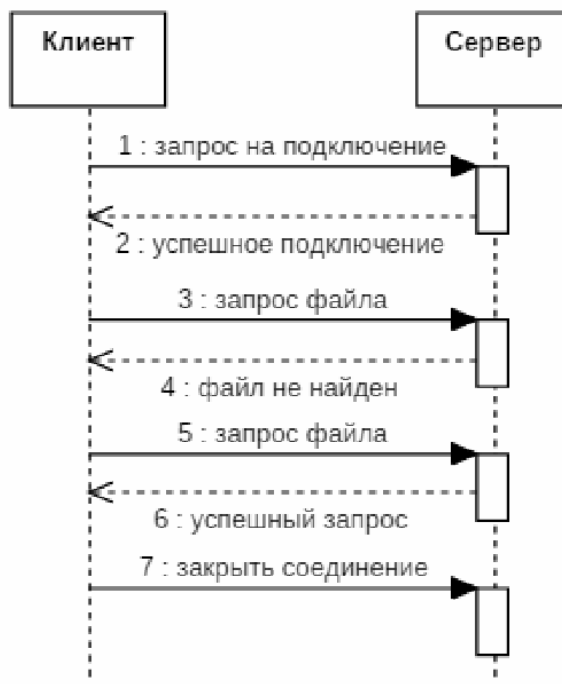 Клиент
Сервер
1 : запрос на подключение
2 : успешное подключение
3 : запрос файла
4 : файл не найден
5 : запрос файла
6 : успешный запрос
7 : закрыть соединение